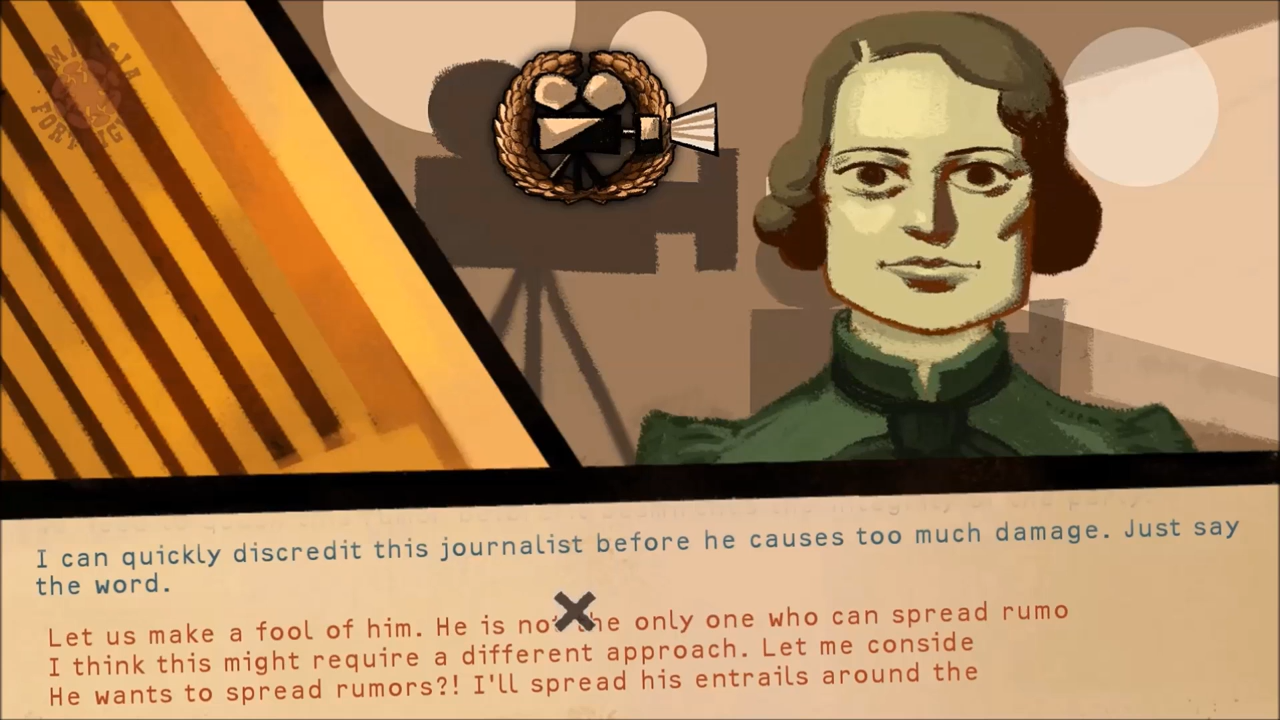 I can quickly discredit this journalist before he causes too much damage. Just say
the word.
Let us make a fool of him. He is not the only one who can spread rumo
I think this might require a different approach. Let me conside
He wants to spread rumors?! I'll spread his entrails around the